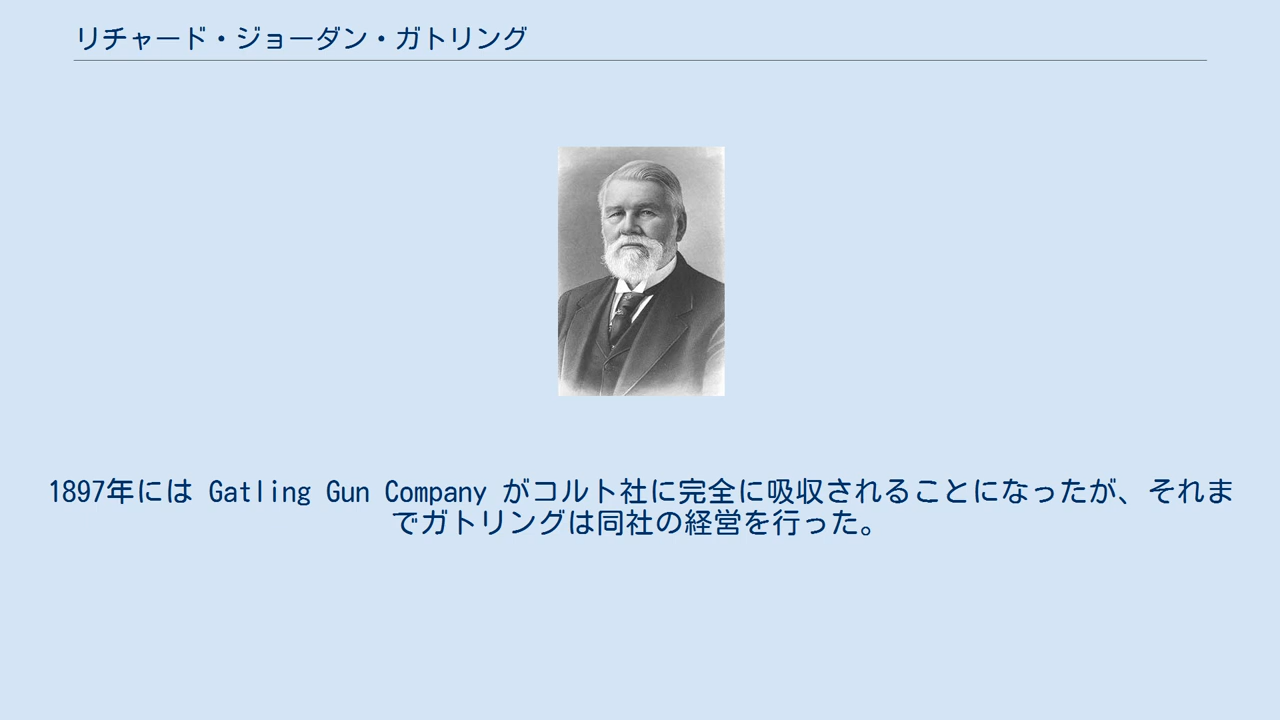 リチャード・ジョーダン・ガトリング
1897年には Gatling Gun Company がコルト社に完全に吸収されることになったが、それま
でガトリングは同社の経営を行った。